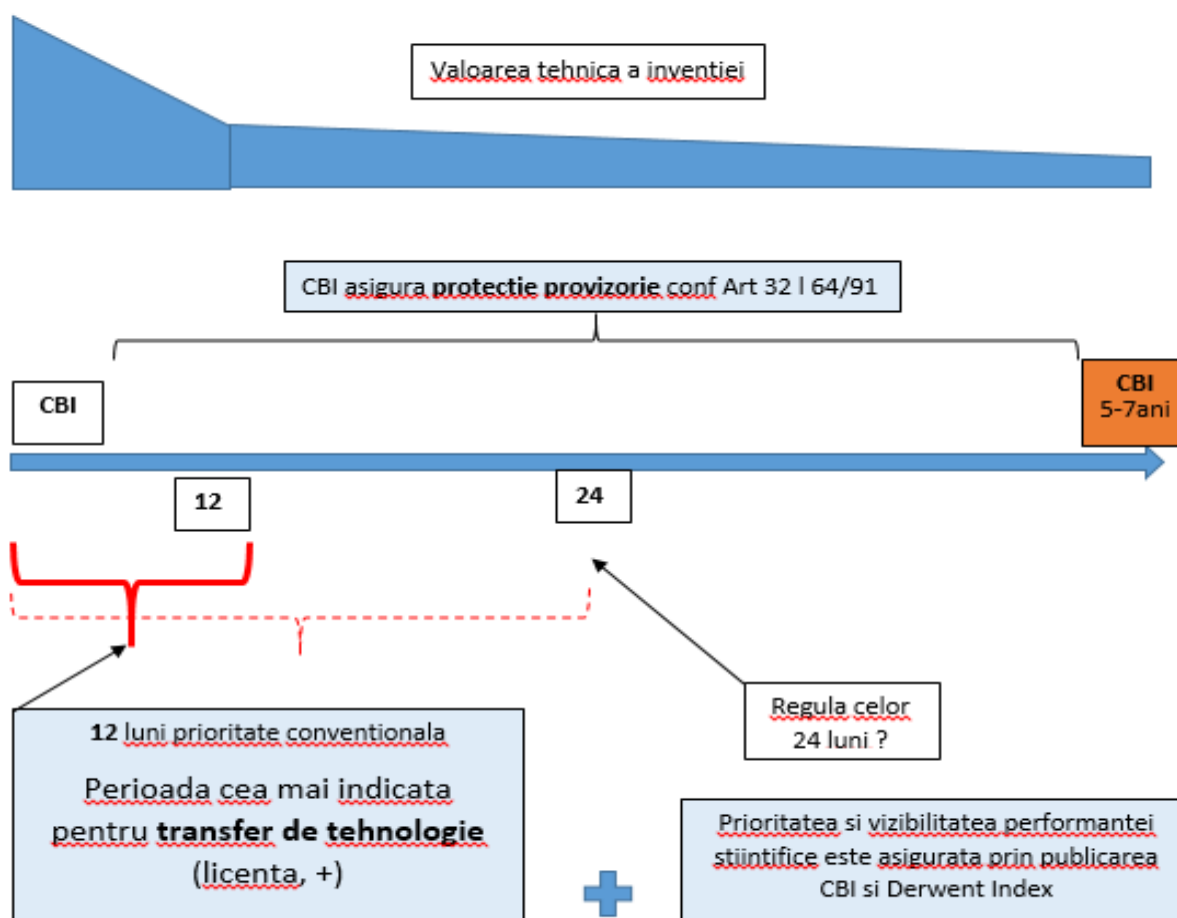 Valoarea tehnica a inventiei
CBI asigura protectie provizorie conf Art 32 l 64/91
CBI
CBI
5-7ani
12
24
12 luni prioritate conventionala
Perioada cea mai indicata
pentru transfer de tehnologie
(licenta, +)
Regula celor
24 luni ?
Prioritatea si vizibilitatea performantei
stiintifice este asigurata prin publicarea
CBI si Derwent Index